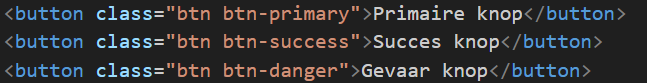 <button class="btn btn-primary">Primaire knop</button>
<button class="btn btn-success">Succes knop</button>
<button class="btn btn-danger">Gevaar knop</button>